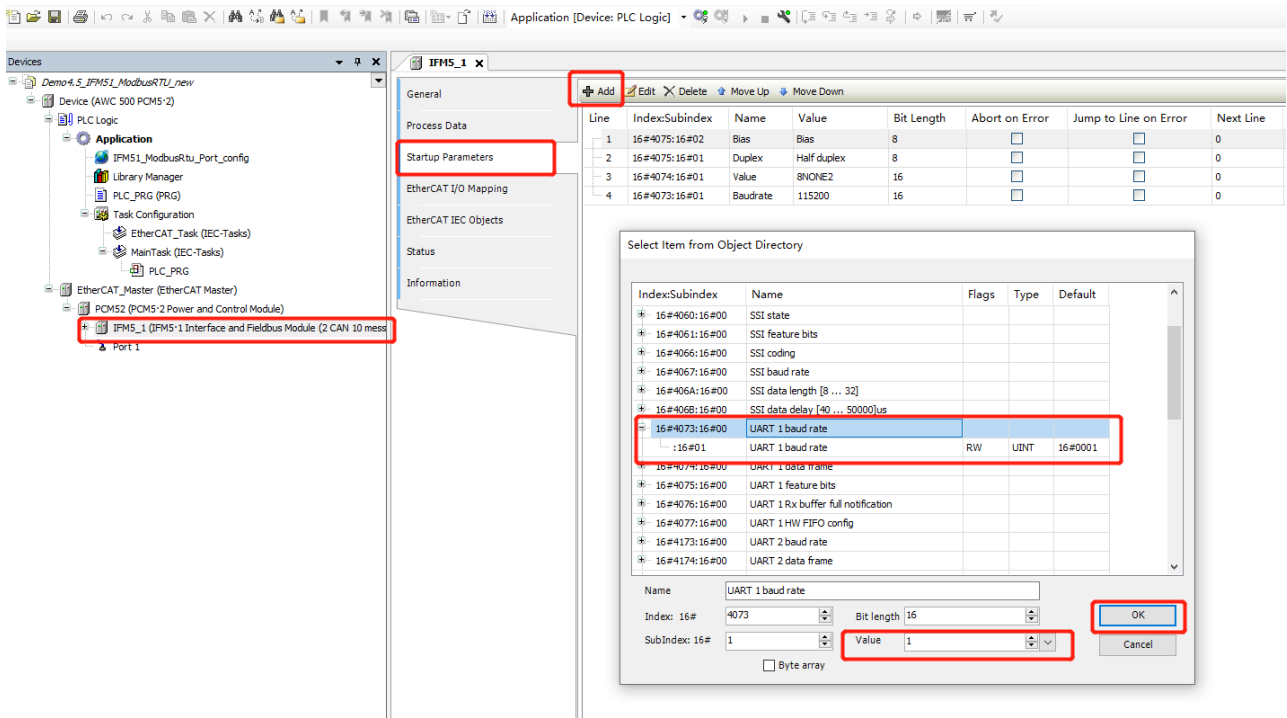 Application [Device: PLC Logic]
Devices
Demo4.5_IFM51_ModbusRTU_new
Device (AWC 500 PCM5·2)
PLC Logic
Application
IFM51_ModbusRtu_Port_config
Library Manager
PLC_PRG (PRG)
Task Configuration
EtherCAT_Task (IEC-Tasks)
MainTask (IEC-Tasks)
PLC_PRG
EtherCAT_Master (EtherCAT Master)
PCM52 (PCM5·2 Power and Control Module)
IFM5_1 (IFM5·1 Interface and Fieldbus Module (2 CAN 10 mess
Port 1
IFM5_1 x
General
Process Data
Startup Parameters
EtherCAT I/O Mapping
EtherCAT IEC Objects
Status
Information
Add Edit Delete Move Up Move Down
Line Index:Subindex Name Value Bit Length Abort on Error Jump to Line on Error Next Line
1 16#4075:16#02 Bias Bias 8 0
2 16#4075:16#01 Duplex Half duplex 8 0
3 16#4074:16#01 Value 8NONE2 16 0
4 16#4073:16#01 Baudrate 115200 16 0
Select Item from Object Directory
Index:Subindex Name Flags Type Default
16#4060:16#00 SSI state
16#4061:16#00 SSI feature bits
16#4066:16#00 SSI coding
16#4067:16#00 SSI baud rate
16#406A:16#00 SSI data length [8 ... 32]
16#406B:16#00 SSI data delay [40 ... 50000]us
16#4073:16#00 UART 1 baud rate
:16#01 UART 1 baud rate RW UINT 16#0001
16#4074:16#00 UART 1 data frame
16#4075:16#00 UART 1 feature bits
16#4076:16#00 UART 1 Rx buffer full notification
16#4077:16#00 UART 1 HW FIFO config
16#4173:16#00 UART 2 baud rate
16#4174:16#00 UART 2 data frame
Name UART 1 baud rate
Index: 16# 4073 Bit length 16 OK
SubIndex: 16# 1 Value 1 Cancel
Byte array